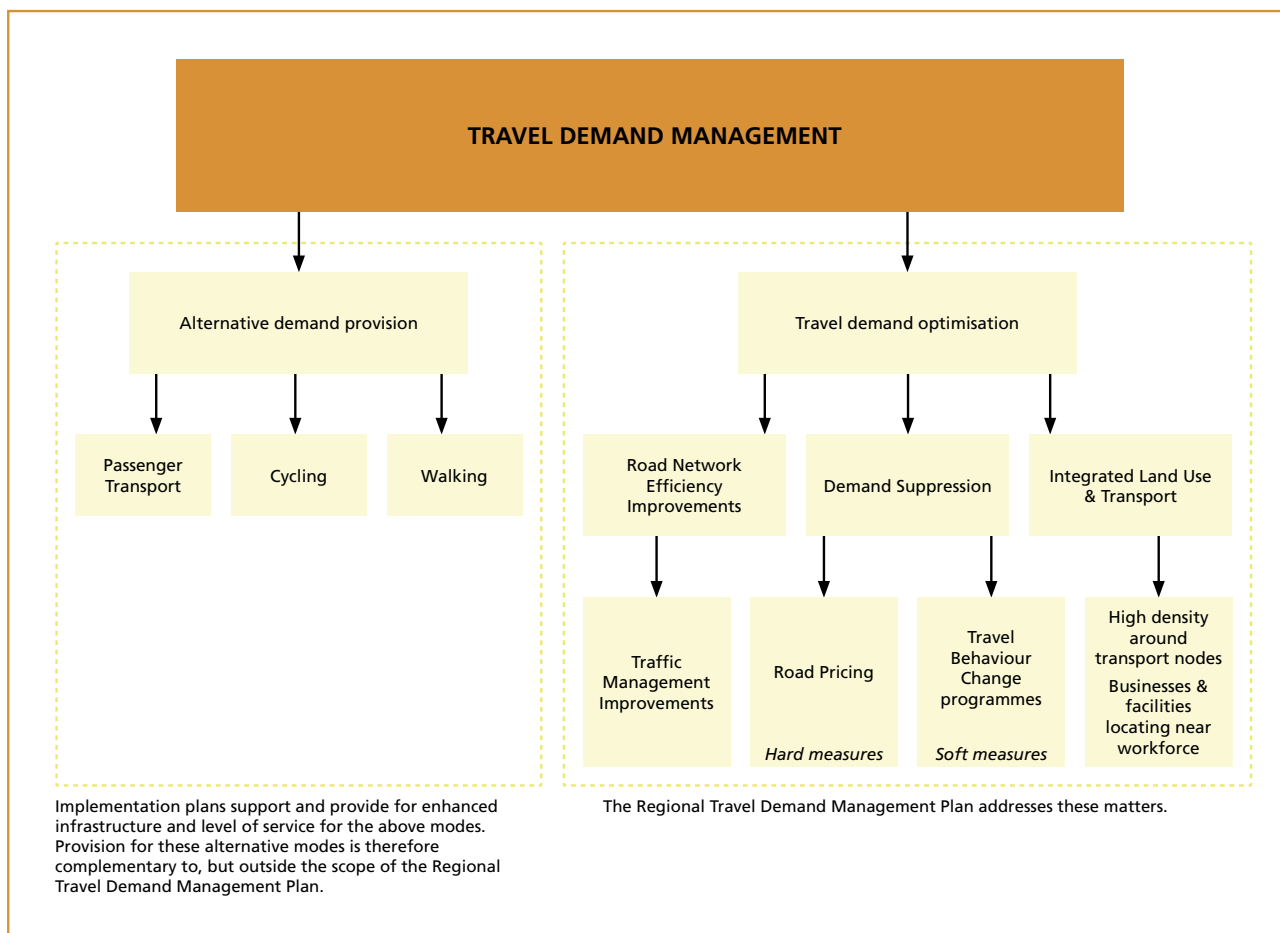 TRAVEL DEMAND MANAGEMENT
Alternative demand provision
Travel demand optimisation
Passenger
Transport
Cycling
Walking
Road Network
Efficiency
Improvements
Demand Suppression
Integrated Land Use
& Transport
Traffic
Management
Improvements
Road Pricing
Hard measures
Travel
Behaviour
Change
programmes
Soft measures
High density
around
transport nodes
Businesses &
facilities
locating near
workforce
Implementation plans support and provide for enhanced
infrastructure and level of service for the above modes.
Provision for these alternative modes is therefore
complementary to, but outside the scope of the Regional
Travel Demand Management Plan.
The Regional Travel Demand Management Plan addresses these matters.